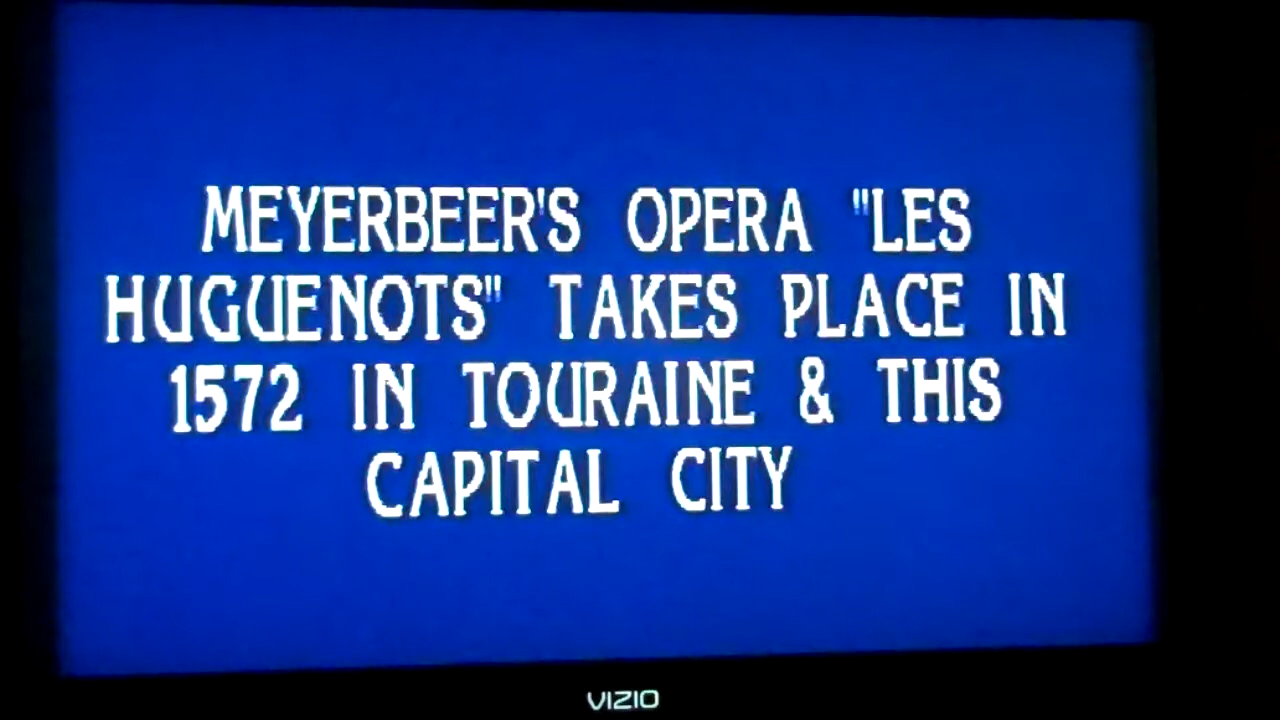 MEYERBEER'S OPERA "LES
HUGUENOTS" TAKES PLACE IN
1572 IN TOURAINE & THIS
CAPITAL CITY
VIZIO